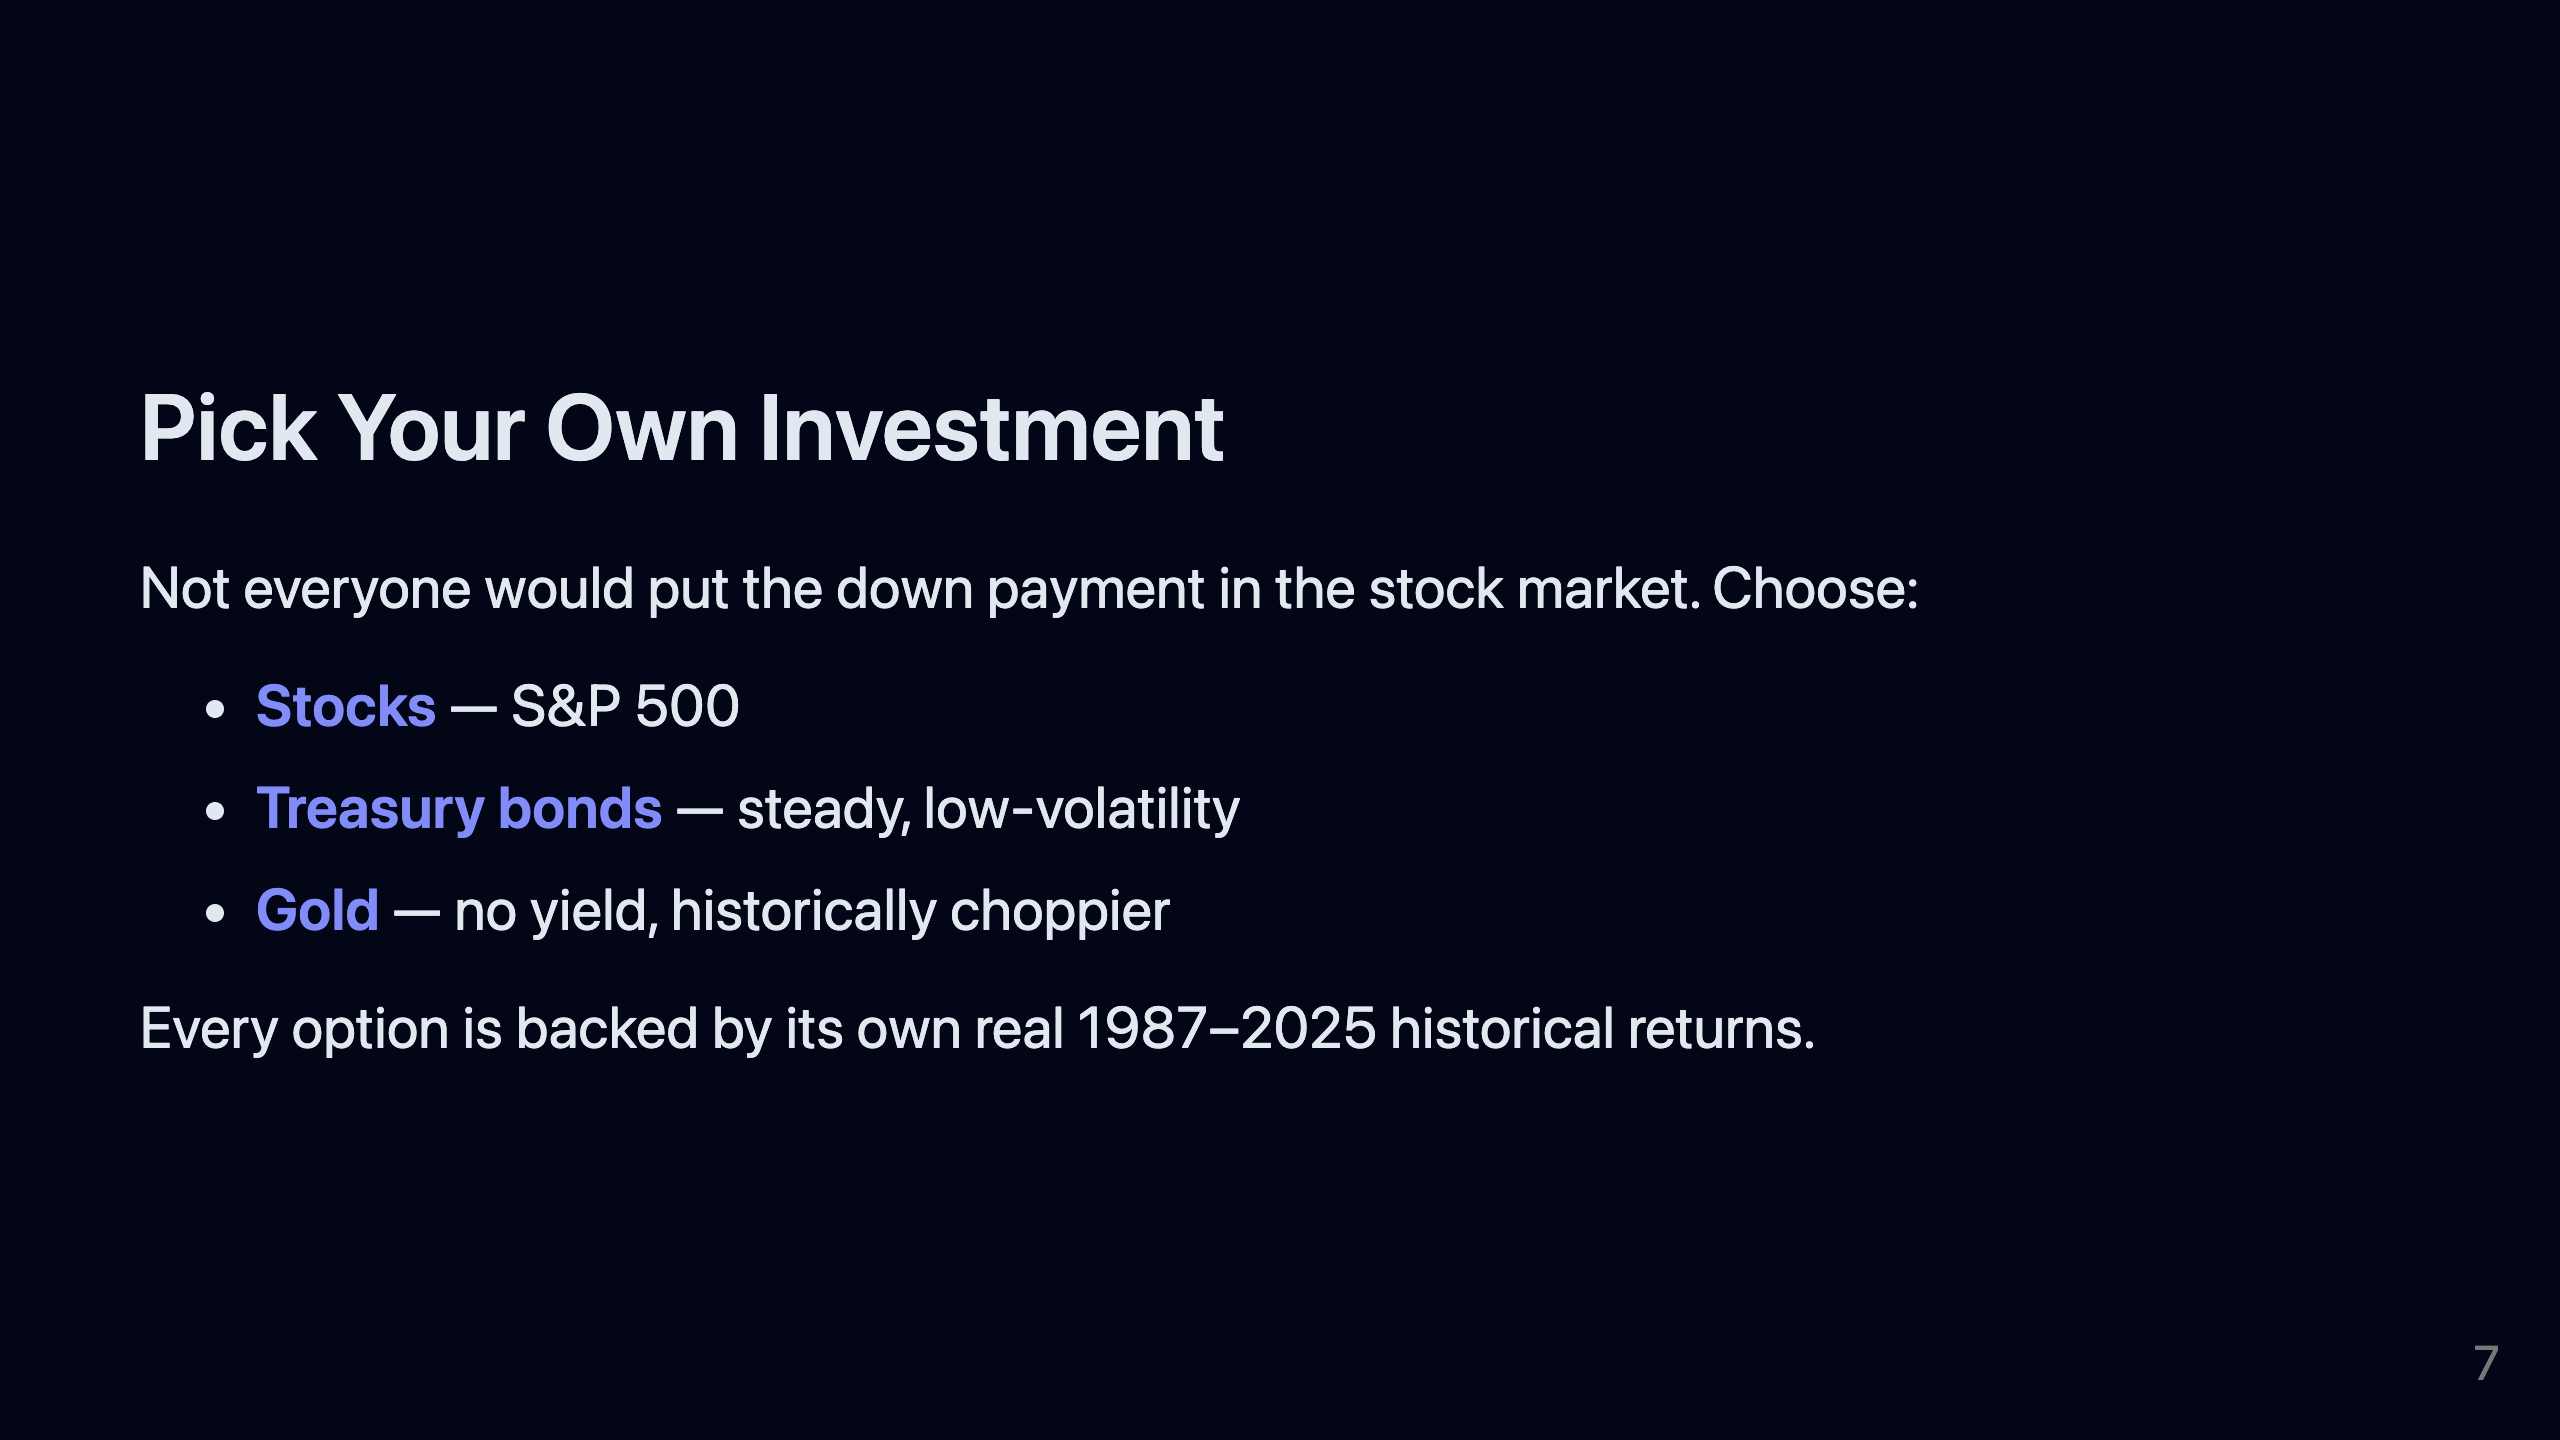 Pick Your Own Investment
Not everyone would put the down payment in the stock market. Choose:
• Stocks — S&P 500
• Treasury bonds — steady, low-volatility
• Gold — no yield, historically choppier
Every option is backed by its own real 1987–2025 historical returns.
7